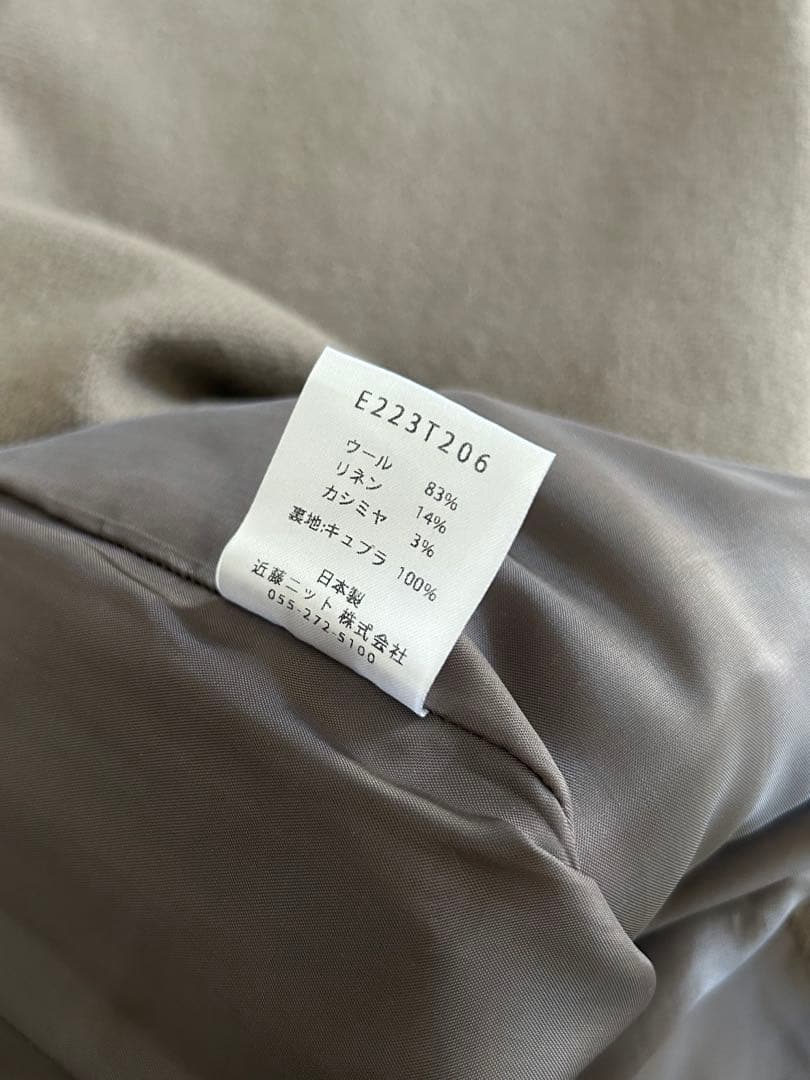 E223T206
ウール 83%
リネン 14%
カシミヤ 3%
裏地:キュプラ 100%
日本製
近藤ニット 株式会社
055-272-5100